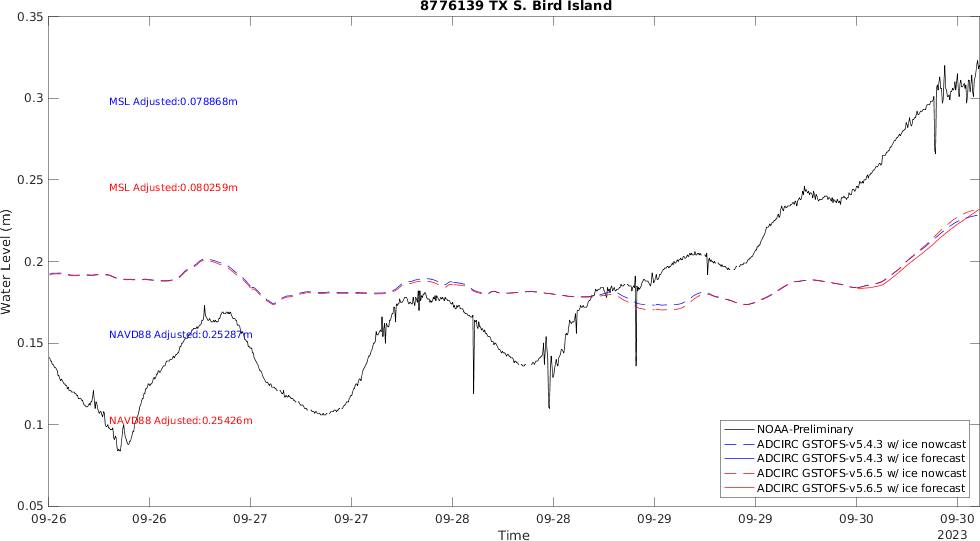 8776139 TX S. Bird Island
0.35
0.3
0.25
0.2
0.15
0.1
0.05
Water Level (m)
MSL Adjusted:0.078868m
MSL Adjusted:0.080259m
NAVD88 Adjusted:0.25287m
NAVD88 Adjusted:0.25426m
NOAA-Preliminary
ADCIRC GSTOFS-v5.4.3 w/ ice nowcast
ADCIRC GSTOFS-v5.4.3 w/ ice forecast
ADCIRC GSTOFS-v5.6.5 w/ ice nowcast
ADCIRC GSTOFS-v5.6.5 w/ ice forecast
09-26 09-26 09-27 09-27 09-28 09-28 09-29 09-29 09-30
2023
Time